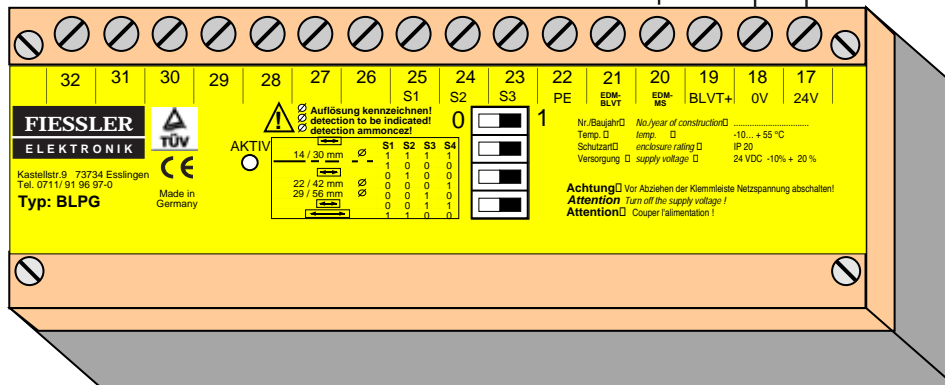 32 31 30 29 28 27 26 25 24 23 22 21 20 19 18 17
S1 S2 S3 PE EDM-BLVT EDM-MS BLVT+ 0V 24V
FIESSLER
ELEKTRONIK
Kastellstr.9 73734 Esslingen
Tel. 0711/ 91 96 97-0
Typ: BLPG
TÜV
CE
Made in
Germany
AKTIV
Ø Auflösung kennzeichnen!
Ø detection to be indicated!
Ø detection ammoncez!
S1 S2 S3 S4
14 / 30 mm Ø 1 1 1 1
1 0 0 0
0 1 0 0
22 / 42 mm Ø 0 0 0 1
29 / 56 mm Ø 0 0 1 0
0 0 1 1
1 1 0 0
0 1
Nr./Baujahr No./year of construction ................................
Temp. temp. -10... + 55 °C
Schutzart enclosure rating IP 20
Versorgung supply voltage 24 VDC -10% + 20 %
Achtung Vor Abziehen der Klemmleiste Netzspannung abschalten!
Attention Turn off the supply voltage !
Attention Couper l'alimentation !